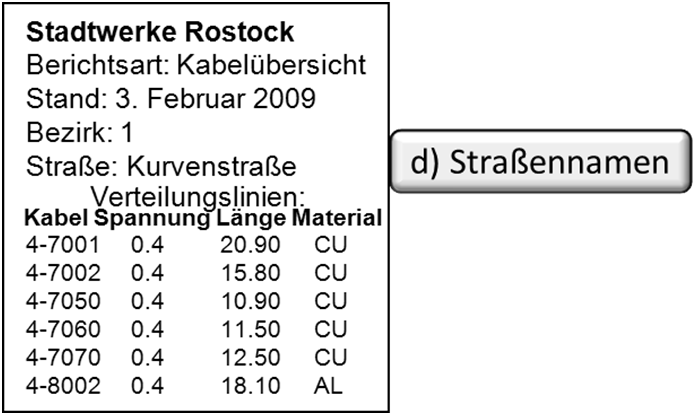 Stadtwerke Rostock
Berichtsart: Kabelübersicht
Stand: 3. Februar 2009
Bezirk: 1
Straße: Kurvenstraße
Verteilungslinien:
Kabel Spannung Länge Material
4-7001 0.4 20.90 CU
4-7002 0.4 15.80 CU
4-7050 0.4 10.90 CU
4-7060 0.4 11.50 CU
4-7070 0.4 12.50 CU
4-8002 0.4 18.10 AL
d) Straßennamen